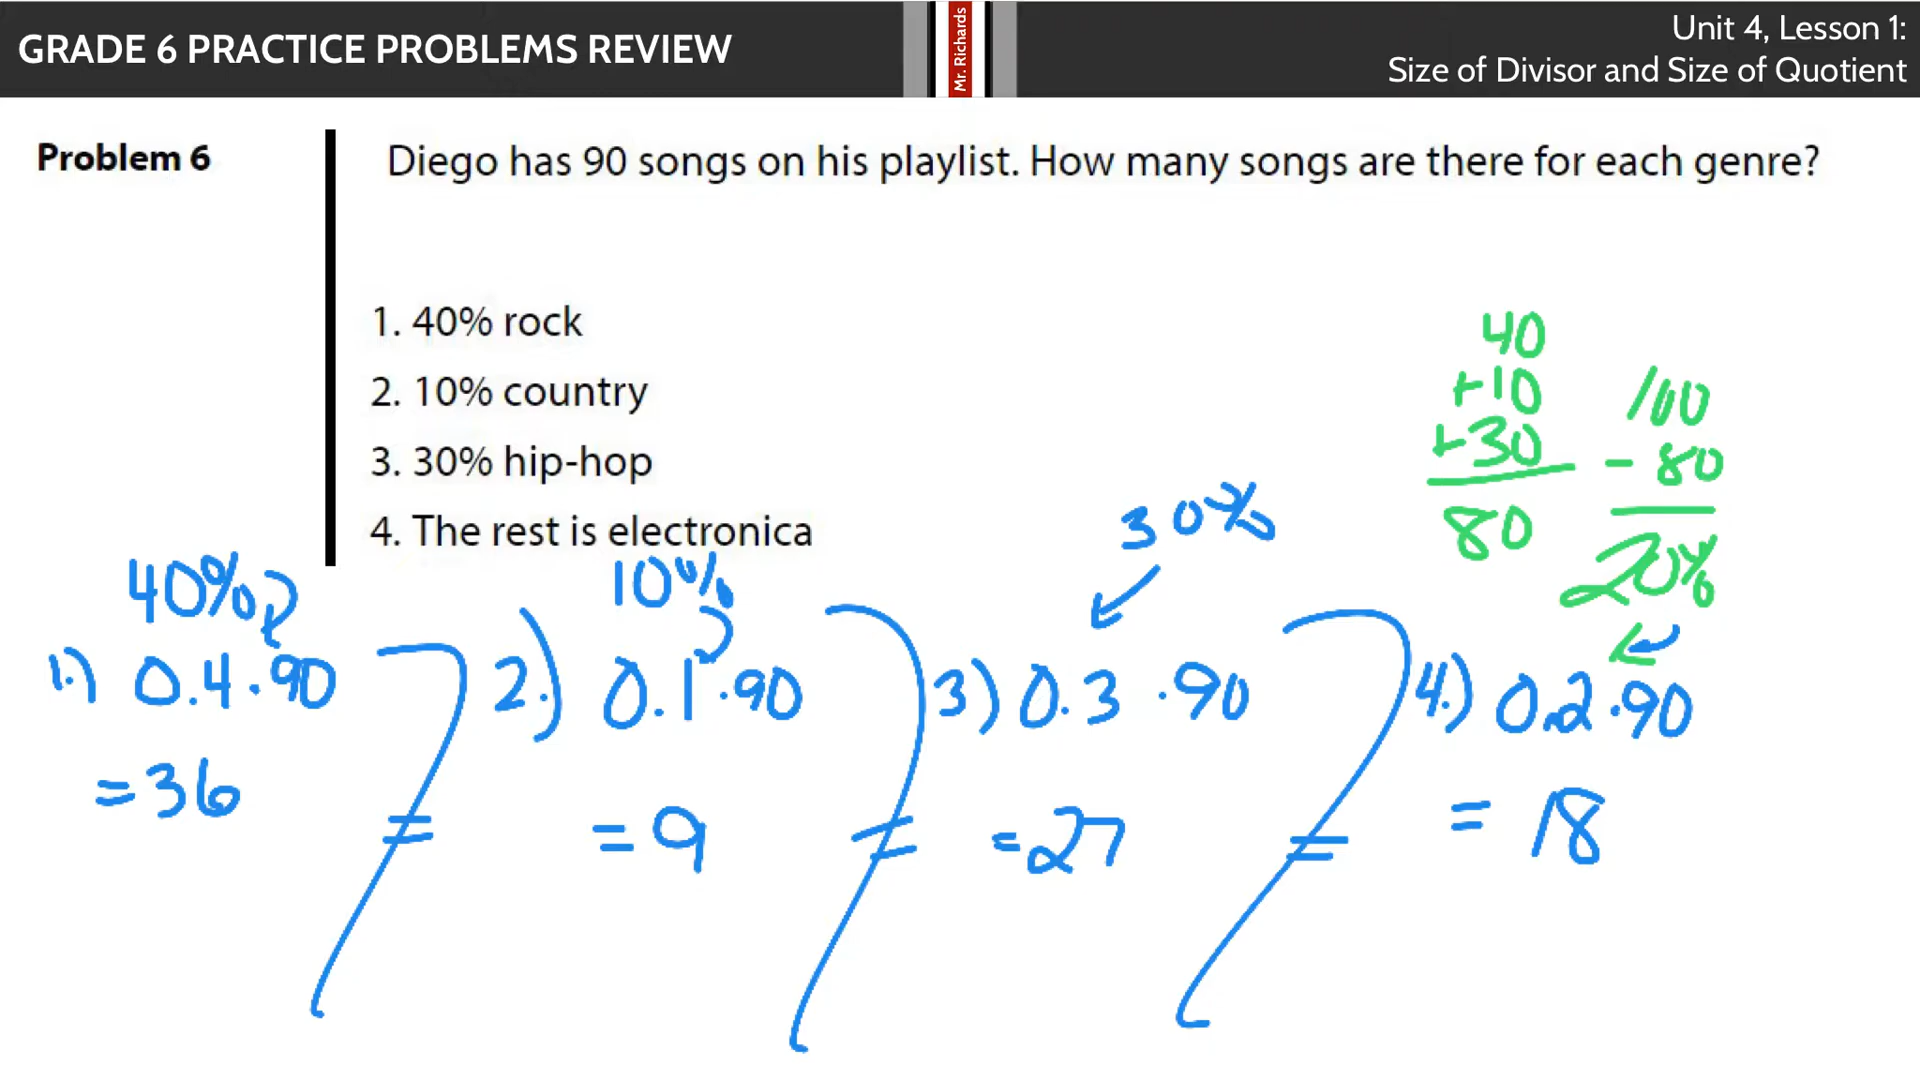 GRADE 6 PRACTICE PROBLEMS REVIEW
Mr. Richards
Unit 4, Lesson 1:
Size of Divisor and Size of Quotient
Problem 6
Diego has 90 songs on his playlist. How many songs are there for each genre?
1. 40% rock
2. 10% country
3. 30% hip-hop
4. The rest is electronica
40
+10
+30
80
100
- 80
20%
40%
1.) 0.4 · 90
= 36
10%
2.) 0.1 · 90
= 9
30%
3) 0.3 · 90
= 27
4.) 0.2 · 90
= 18